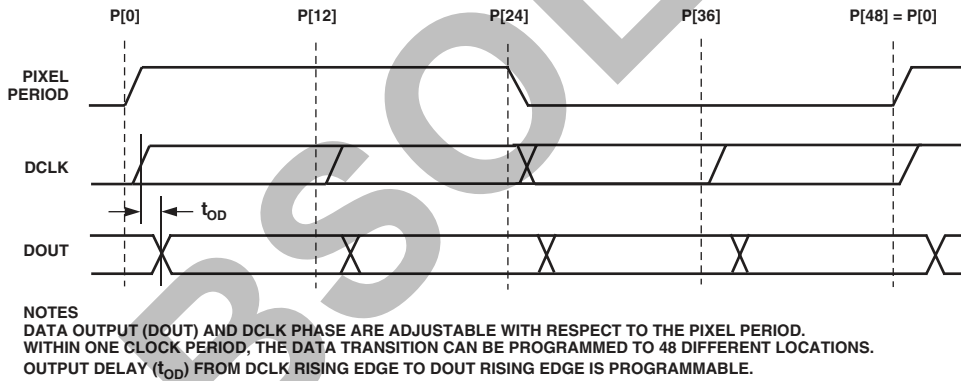 P[0] P[12] P[24] P[36] P[48] = P[0]
PIXEL
PERIOD
DCLK
tOD
DOUT
NOTES
DATA OUTPUT (DOUT) AND DCLK PHASE ARE ADJUSTABLE WITH RESPECT TO THE PIXEL PERIOD.
WITHIN ONE CLOCK PERIOD, THE DATA TRANSITION CAN BE PROGRAMMED TO 48 DIFFERENT LOCATIONS.
OUTPUT DELAY (tOD) FROM DCLK RISING EDGE TO DOUT RISING EDGE IS PROGRAMMABLE.